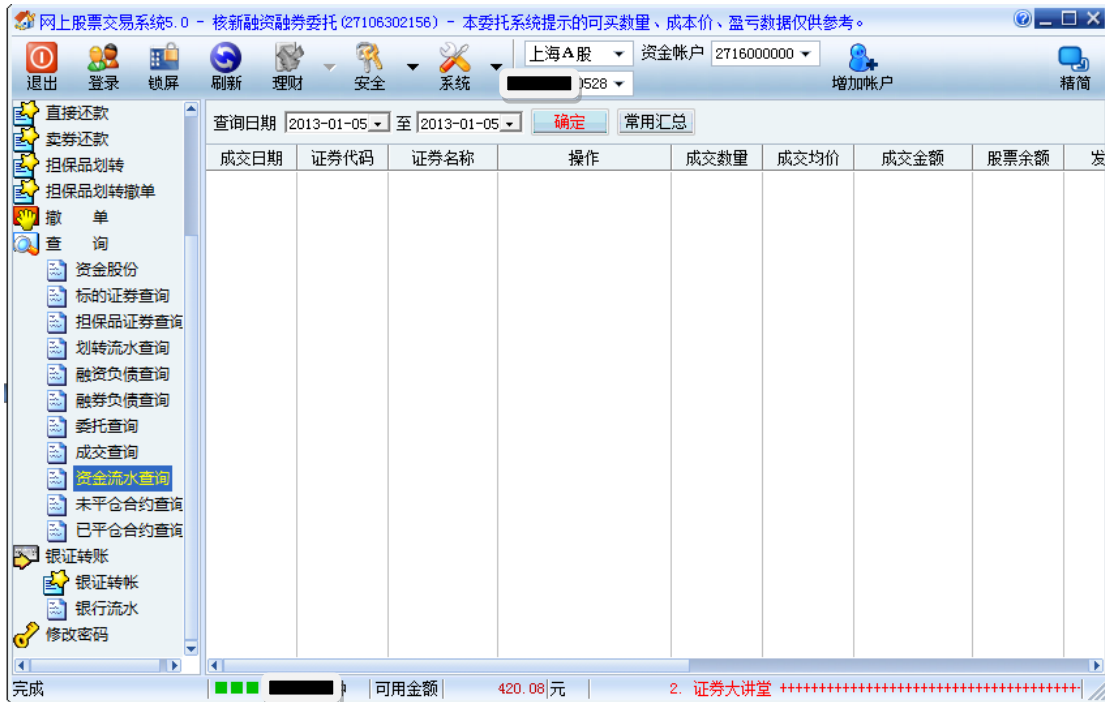 网上股票交易系统5.0 - 核新融资融券委托(27106302156) - 本委托系统提示的可买数量、成本价、盈亏数据仅供参考。
退出 登录 锁屏 刷新 理财 安全 系统 上海A股 资金帐户 2716000000 增加帐户 精简
0528
直接还款
卖券还款
担保品划转
担保品划转撤单
撤 单
查 询
资金股份
标的证券查询
担保品证券查询
划转流水查询
融资负债查询
融券负债查询
委托查询
成交查询
资金流水查询
未平仓合约查询
已平仓合约查询
银证转账
银证转帐
银行流水
修改密码
查询日期 2013-01-05 至 2013-01-05 确定 常用汇总
成交日期 证券代码 证券名称 操作 成交数量 成交均价 成交金额 股票余额 发
完成 可用金额 420.08 元 2. 证券大讲堂 ++++++++++++++++++++++++++++++++++++++